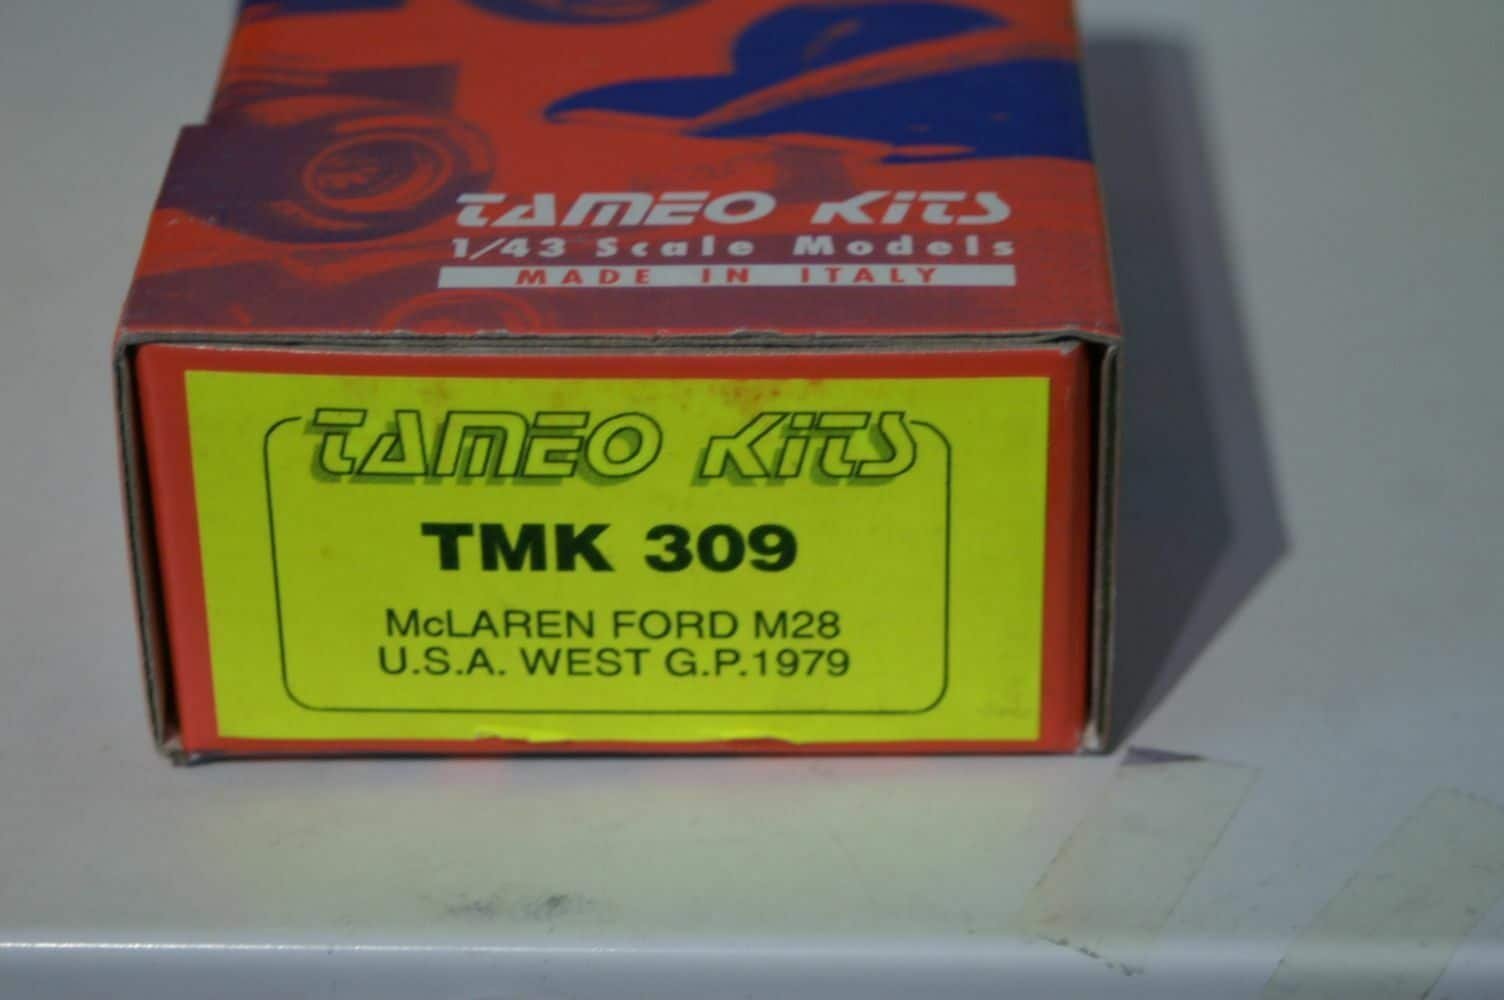 TAMEO KITS
1/43 Scale Models
MADE IN ITALY
TAMEO KITS
TMK 309
McLAREN FORD M28
U.S.A. WEST G.P.1979